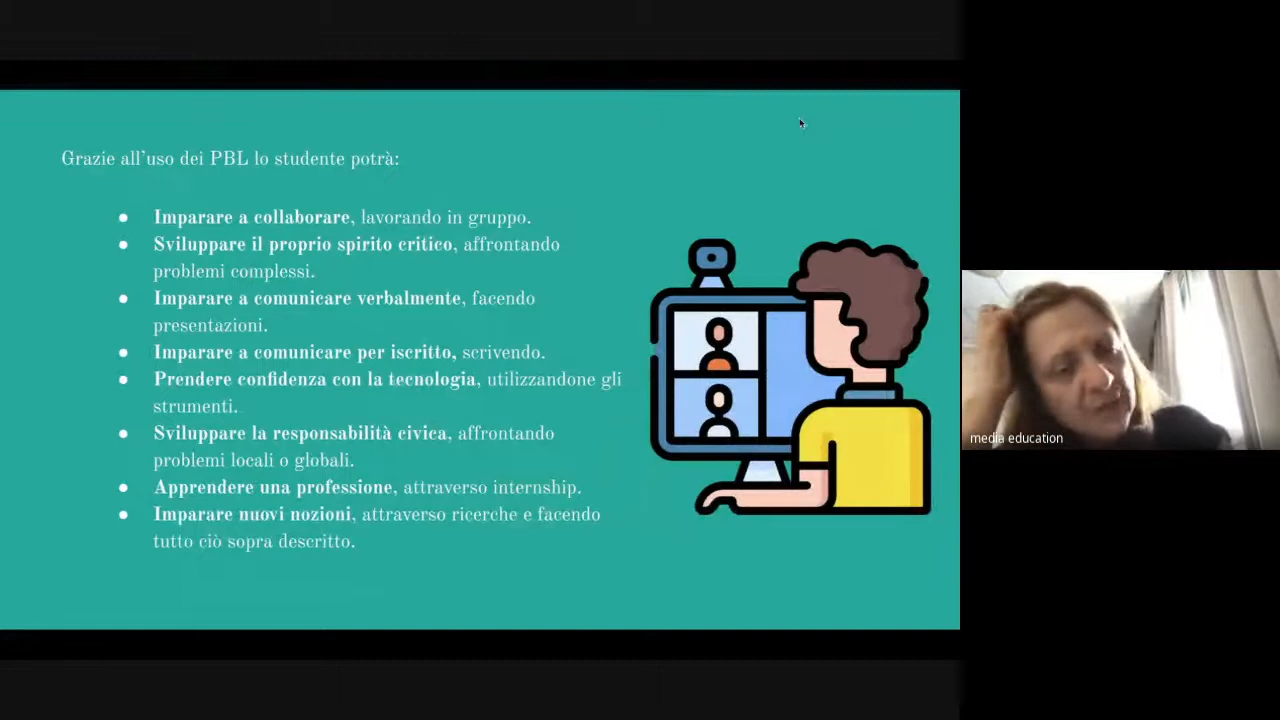 Grazie all'uso dei PBL lo studente potrà:
● Imparare a collaborare, lavorando in gruppo.
● Sviluppare il proprio spirito critico, affrontando
problemi complessi.
● Imparare a comunicare verbalmente, facendo
presentazioni.
● Imparare a comunicare per iscritto, scrivendo.
● Prendere confidenza con la tecnologia, utilizzandone gli
strumenti.
● Sviluppare la responsabilità civica, affrontando
problemi locali o globali.
● Apprendere una professione, attraverso internship.
● Imparare nuovi nozioni, attraverso ricerche e facendo
tutto ciò sopra descritto.
media education